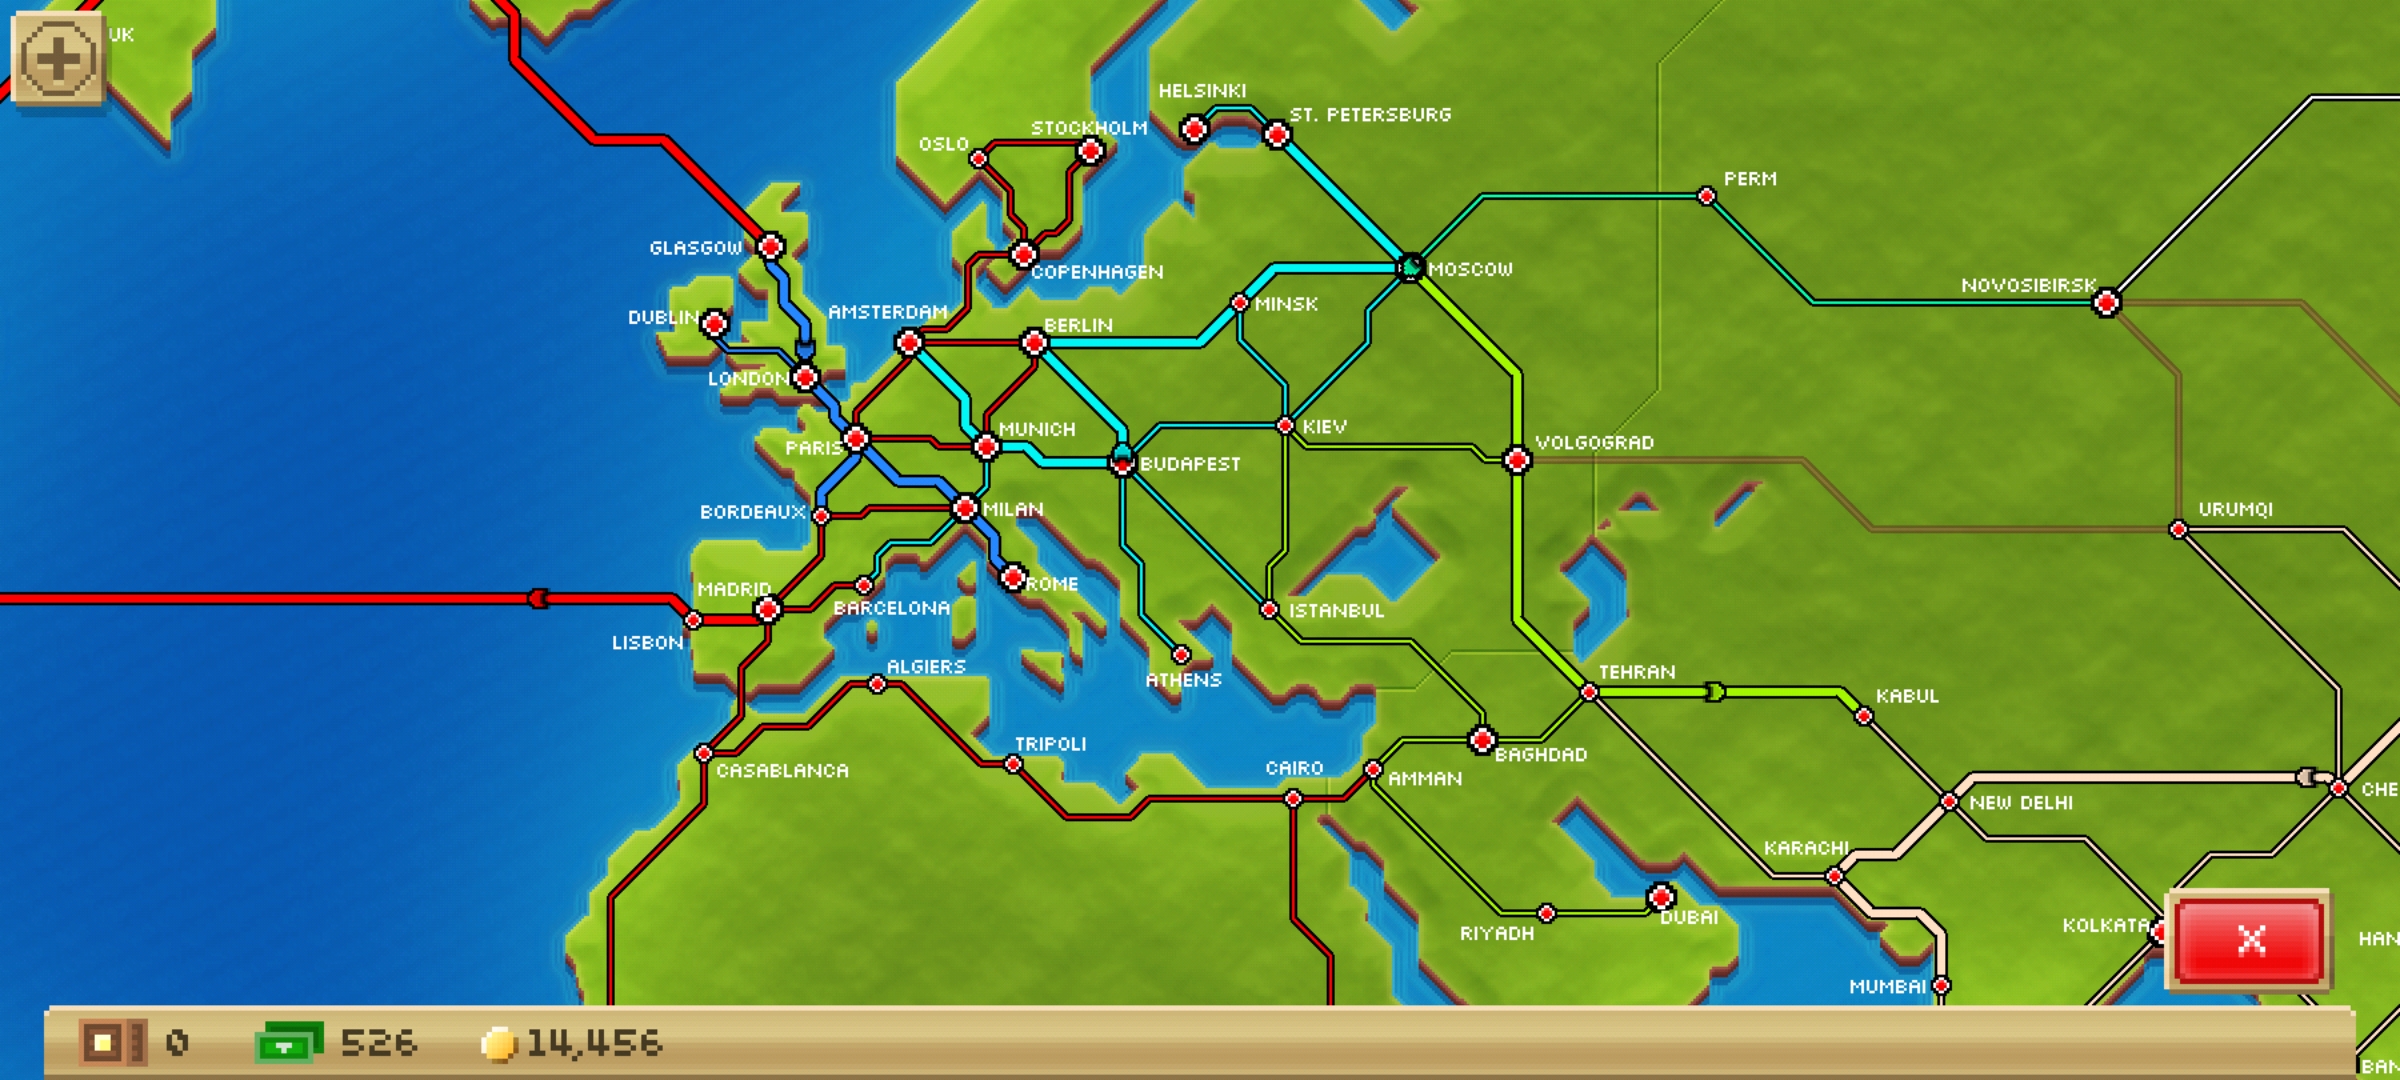 UK
HELSINKI
ST. PETERSBURG
STOCKHOLM
OSLO
PERM
GLASGOW
COPENHAGEN
MOSCOW
NOVOSIBIRSK
MINSK
DUBLIN
AMSTERDAM
BERLIN
LONDON
MUNICH
KIEV
VOLGOGRAD
PARIS
BUDAPEST
BORDEAUX
MILAN
URUMQI
MADRID
ROME
BARCELONA
ISTANBUL
LISBON
ALGIERS
ATHENS
TEHRAN
KABUL
TRIPOLI
BAGHDAD
CASABLANCA
CAIRO
AMMAN
CHE
NEW DELHI
KARACHI
DUBAI
RIYADH
KOLKATA
HAN
X
MUMBAI
0
526
14,456
BAN